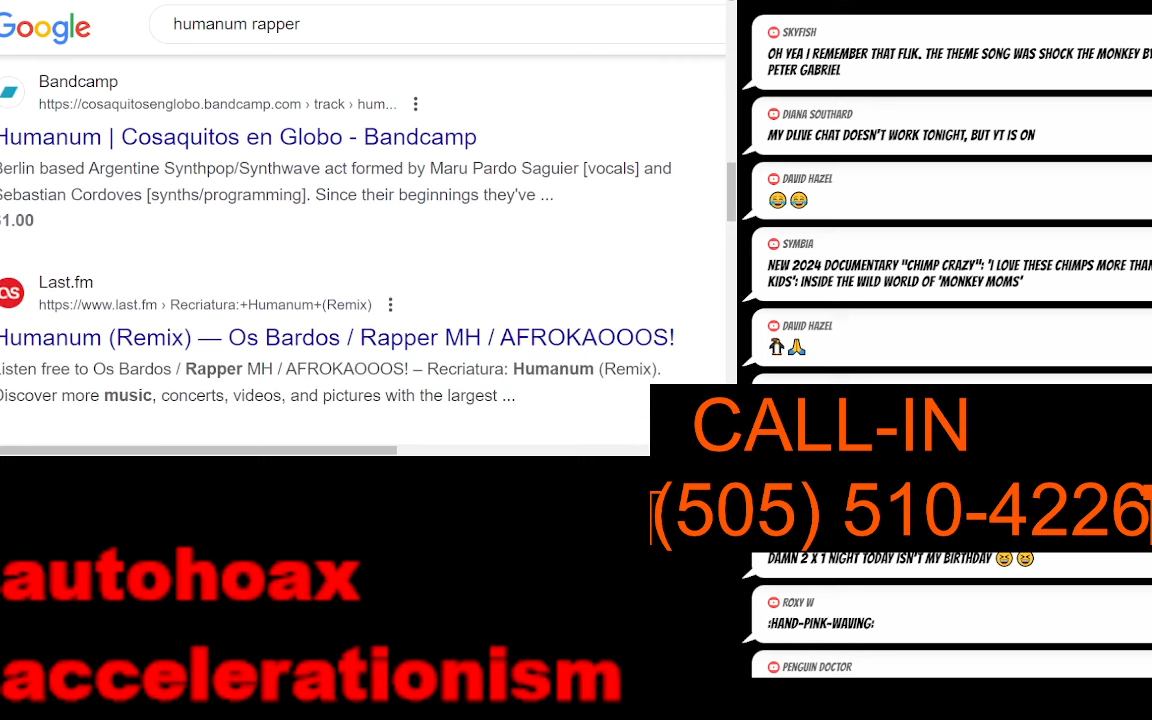 Google
humanum rapper
Bandcamp
https://cosaquitosenglobo.bandcamp.com › track › hum...
Humanum | Cosaquitos en Globo - Bandcamp
Berlin based Argentine Synthpop/Synthwave act formed by Maru Pardo Saguier [vocals] and
Sebastian Cordoves [synths/programming]. Since their beginnings they've ...
$1.00
Last.fm
https://www.last.fm › Recriatura:+Humanum+(Remix)
Humanum (Remix) — Os Bardos / Rapper MH / AFROKAOOOS!
Listen free to Os Bardos / Rapper MH / AFROKAOOOS! – Recriatura: Humanum (Remix).
Discover more music, concerts, videos, and pictures with the largest ...
autohoax
accelerationism
SKYFISH
OH YEA I REMEMBER THAT FLIK. THE THEME SONG WAS SHOCK THE MONKEY BY
PETER GABRIEL
DIANA SOUTHARD
MY DLIVE CHAT DOESN'T WORK TONIGHT, BUT YT IS ON
DAVID HAZEL
😂😂
SYMBIA
NEW 2024 DOCUMENTARY "CHIMP CRAZY": 'I LOVE THESE CHIMPS MORE THAN
KIDS': INSIDE THE WILD WORLD OF 'MONKEY MOMS'
DAVID HAZEL
🐧🙏
CALL-IN
(505) 510-4226
DAMN 2 X 1 NIGHT TODAY ISN'T MY BIRTHDAY 😆😆
ROXY W
:HAND-PINK-WAVING:
PENGUIN DOCTOR